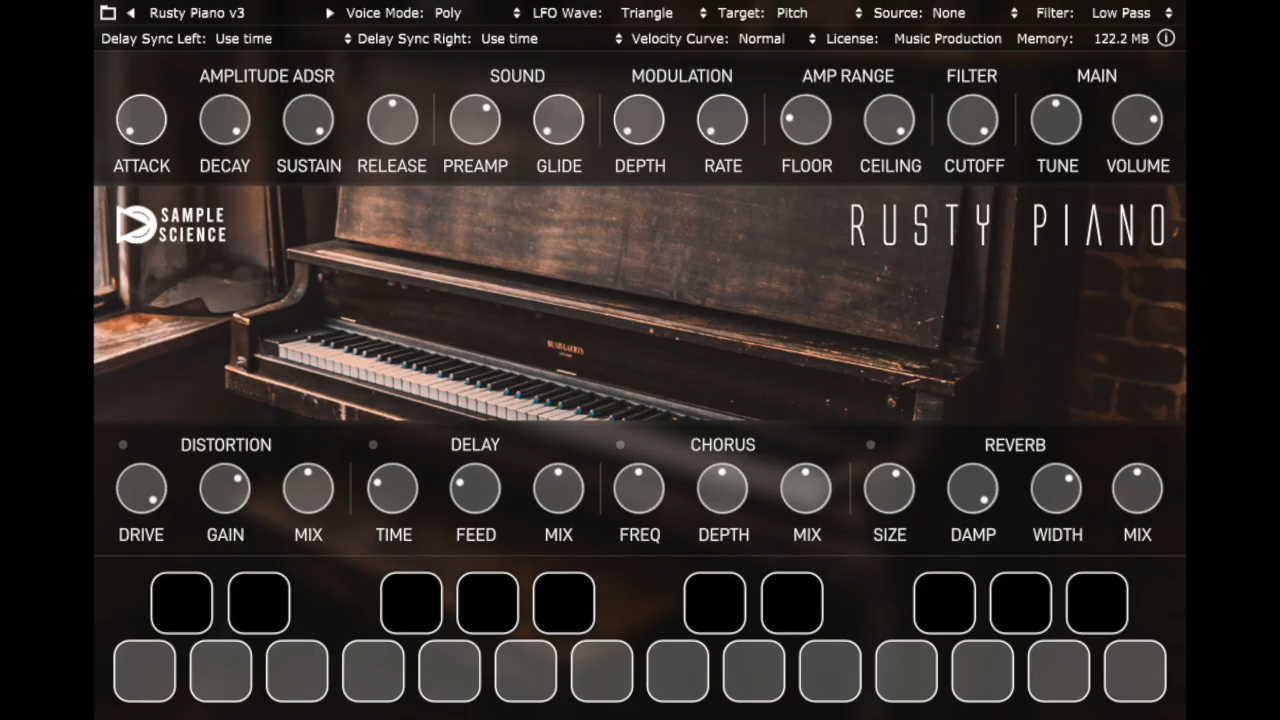 Rusty Piano v3 Voice Mode: Poly LFO Wave: Triangle Target: Pitch Source: None Filter: Low Pass
Delay Sync Left: Use time Delay Sync Right: Use time Velocity Curve: Normal License: Music Production Memory: 122.2 MB
AMPLITUDE ADSR SOUND MODULATION AMP RANGE FILTER MAIN
ATTACK DECAY SUSTAIN RELEASE PREAMP GLIDE DEPTH RATE FLOOR CEILING CUTOFF TUNE VOLUME
SAMPLE
SCIENCE
RUSTY PIANO
DISTORTION DELAY CHORUS REVERB
DRIVE GAIN MIX TIME FEED MIX FREQ DEPTH MIX SIZE DAMP WIDTH MIX